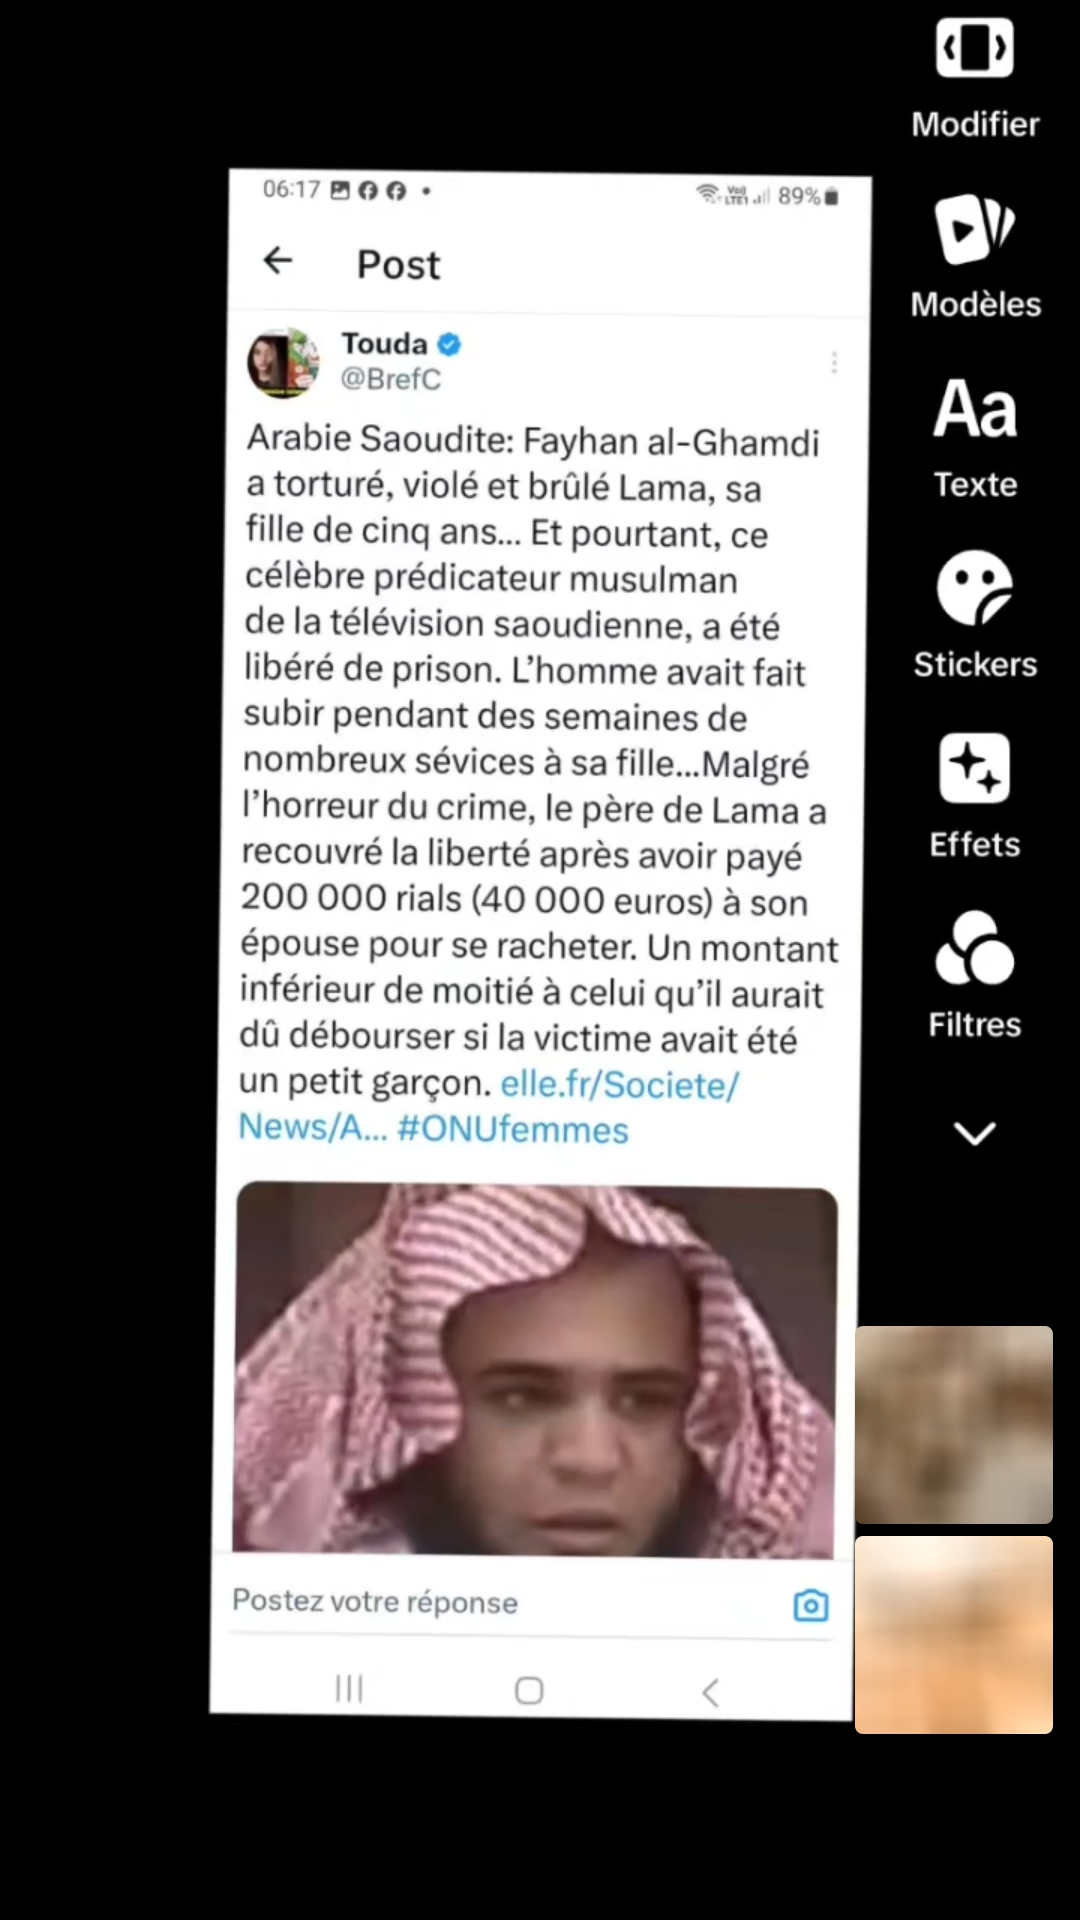 Modifier
Modèles
Texte
Stickers
Effets
Filtres
06:17
Vo)) LTE1 89%
Post
Touda
@BrefC
Arabie Saoudite: Fayhan al-Ghamdi
a torturé, violé et brûlé Lama, sa
fille de cinq ans... Et pourtant, ce
célèbre prédicateur musulman
de la télévision saoudienne, a été
libéré de prison. L'homme avait fait
subir pendant des semaines de
nombreux sévices à sa fille...Malgré
l'horreur du crime, le père de Lama a
recouvré la liberté après avoir payé
200 000 rials (40 000 euros) à son
épouse pour se racheter. Un montant
inférieur de moitié à celui qu'il aurait
dû débourser si la victime avait été
un petit garçon. elle.fr/Societe/
News/A... #ONUfemmes
Postez votre réponse